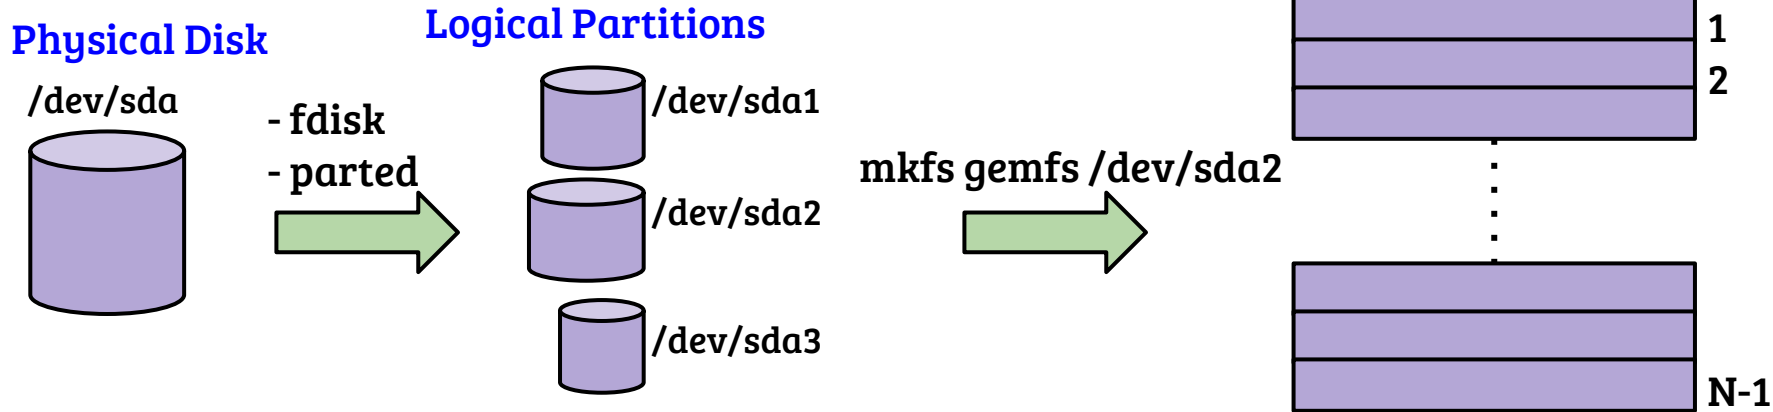 Physical Disk
/dev/sda
- fdisk
- parted
Logical Partitions
/dev/sda1
/dev/sda2
/dev/sda3
mkfs gemfs /dev/sda2
1
2
N-1